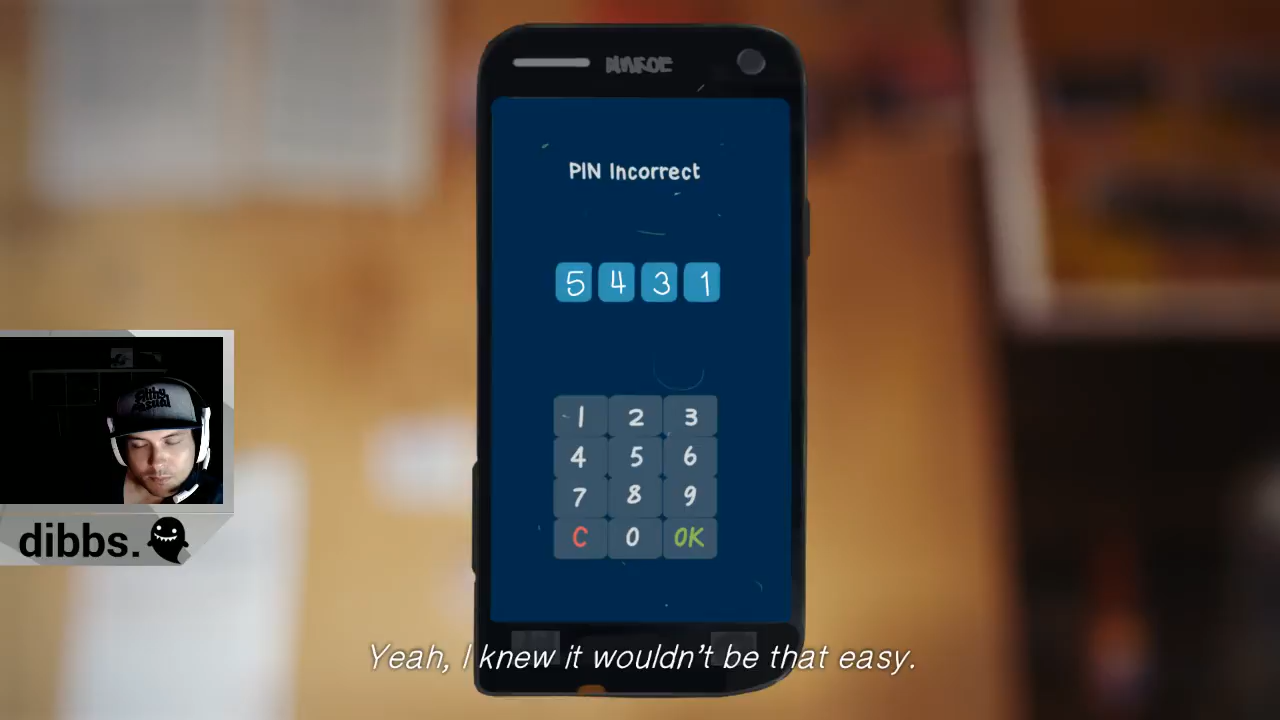 PIN Incorrect
5 4 3 1
1 2 3
4 5 6
7 8 9
C 0 OK
dibbs.
Yeah, I knew it wouldn't be that easy.